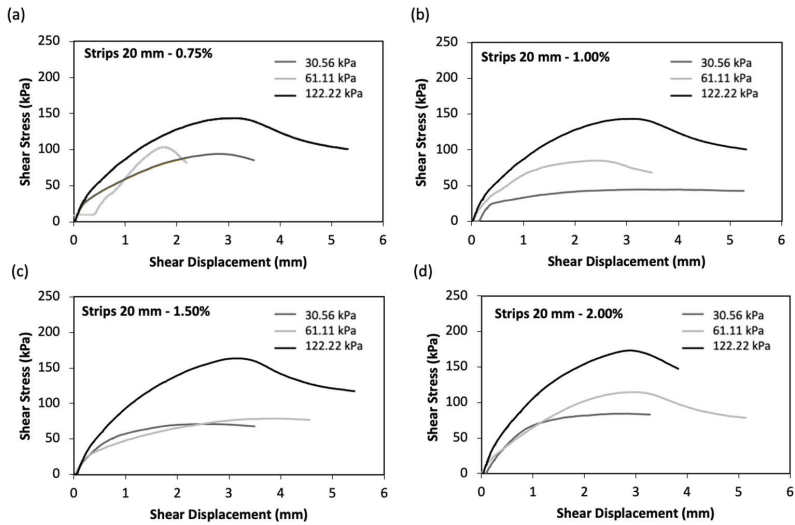 (a)
Strips 20 mm - 0.75%
30.56 kPa
61.11 kPa
122.22 kPa
Shear Stress (kPa)
250
200
150
100
50
0
0 1 2 3 4 5 6
Shear Displacement (mm)
(b)
Strips 20 mm - 1.00%
30.56 kPa
61.11 kPa
122.22 kPa
Shear Stress (kPa)
250
200
150
100
50
0
0 1 2 3 4 5 6
Shear Displacement (mm)
(c)
Strips 20 mm - 1.50%
30.56 kPa
61.11 kPa
122.22 kPa
Shear Stress (kPa)
250
200
150
100
50
0
0 1 2 3 4 5 6
Shear Displacement (mm)
(d)
Strips 20 mm - 2.00%
30.56 kPa
61.11 kPa
122.22 kPa
Shear Stress (kPa)
250
200
150
100
50
0
0 1 2 3 4 5 6
Shear Displacement (mm)